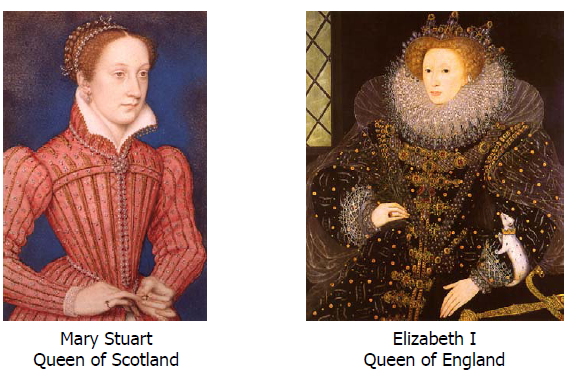 Mary Stuart
Queen of Scotland
Elizabeth I
Queen of England